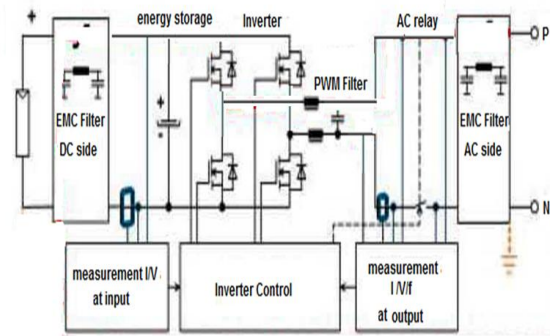 +
energy storage
Inverter
AC relay
P
EMC Filter
DC side
+
PWM Filter
EMC Filter
AC side
N
measurement I/V
at input
Inverter Control
measurement
I /V/f
at output